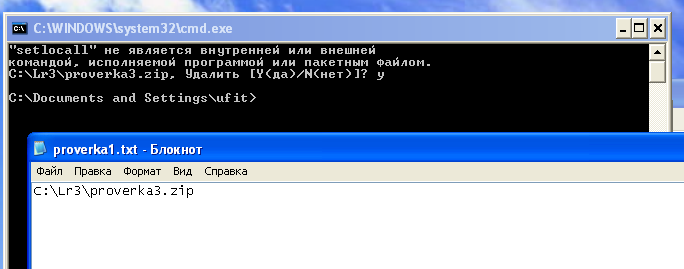 C:\WINDOWS\system32\cmd.exe
"setlocall" не является внутренней или внешней
командой, исполняемой программой или пакетным файлом.
C:\Lr3\proverka3.zip, Удалить [Y(да)/N(нет)]? y
C:\Documents and Settings\ufit>
proverka1.txt - Блокнот
Файл Правка Формат Вид Справка
C:\Lr3\proverka3.zip